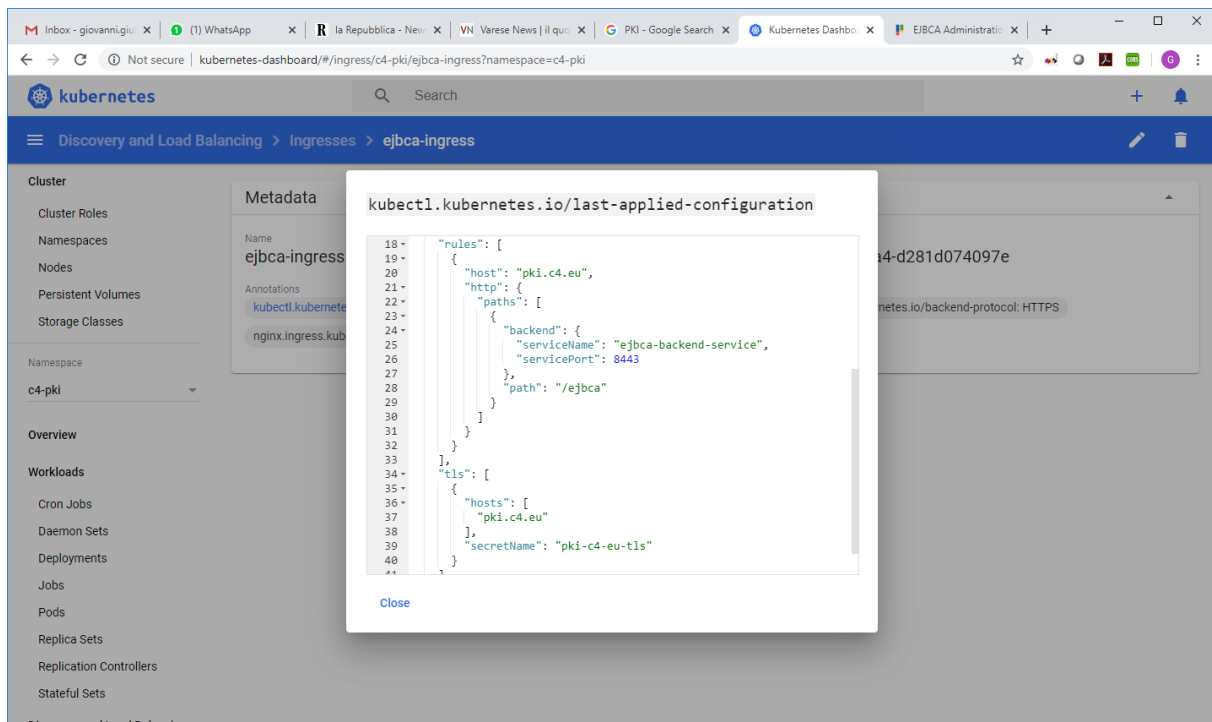 Inbox - giovanni.giul
(1) WhatsApp
R la Repubblica - New
VN Varese News | il quo
G PKI - Google Search
Kubernetes Dashbo
EJBCA Administratio
Not secure | kubernetes-dashboard/#/ingress/c4-pki/ejbca-ingress?namespace=c4-pki
CORS
G
kubernetes
Search
Discovery and Load Balancing > Ingresses > ejbca-ingress
Cluster
Cluster Roles
Namespaces
Nodes
Persistent Volumes
Storage Classes
Namespace
c4-pki
Overview
Workloads
Cron Jobs
Daemon Sets
Deployments
Jobs
Pods
Replica Sets
Replication Controllers
Stateful Sets
Metadata
Name
ejbca-ingress
a4-d281d074097e
Annotations
kubectl.kubernete
netes.io/backend-protocol: HTTPS
nginx.ingress.kub
kubectl.kubernetes.io/last-applied-configuration
18 "rules": [
19 {
20 "host": "pki.c4.eu",
21 "http": {
22 "paths": [
23 {
24 "backend": {
25 "serviceName": "ejbca-backend-service",
26 "servicePort": 8443
27 },
28 "path": "/ejbca"
29 }
30 ]
31 }
32 }
33 ],
34 "tls": [
35 {
36 "hosts": [
37 "pki.c4.eu"
38 ],
39 "secretName": "pki-c4-eu-tls"
40 }
41 ]
Close